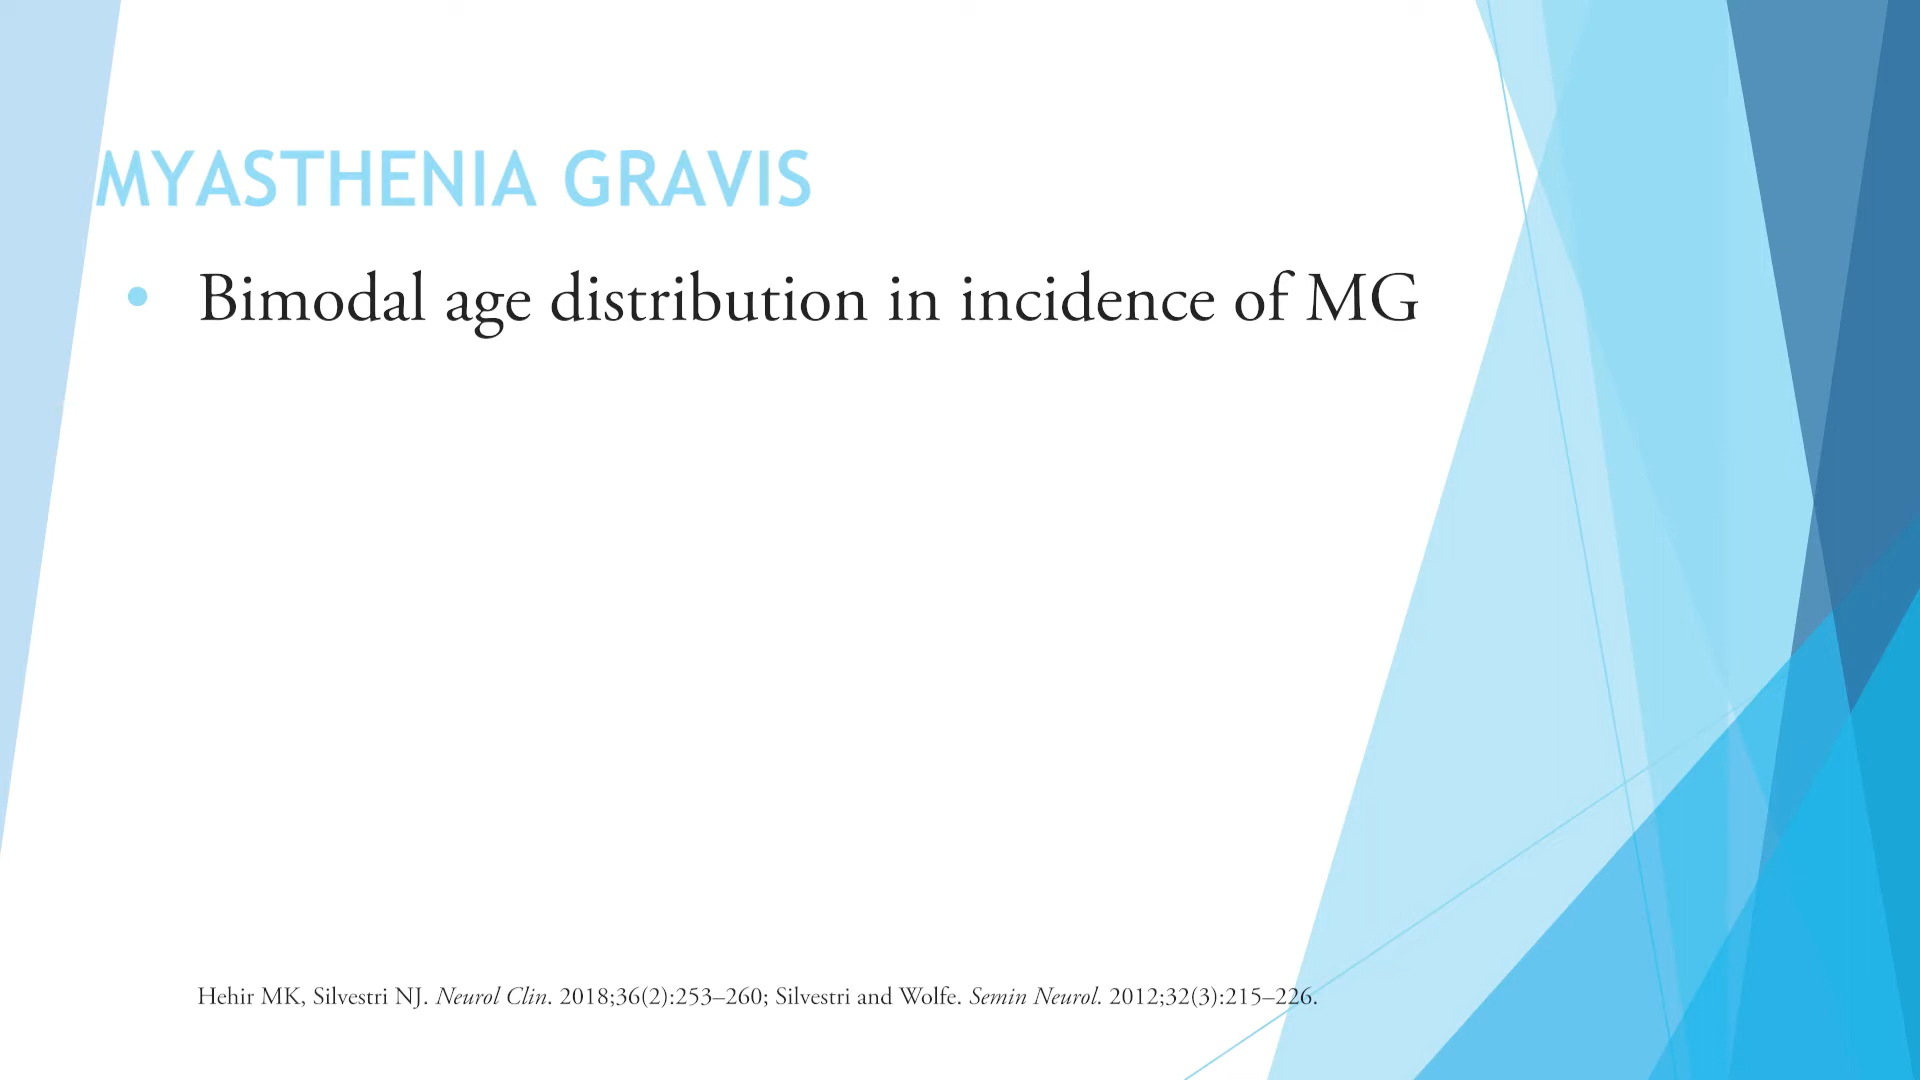 MYASTHENIA GRAVIS
• Bimodal age distribution in incidence of MG
Hehir MK, Silvestri NJ. Neurol Clin. 2018;36(2):253–260; Silvestri and Wolfe. Semin Neurol. 2012;32(3):215–226.